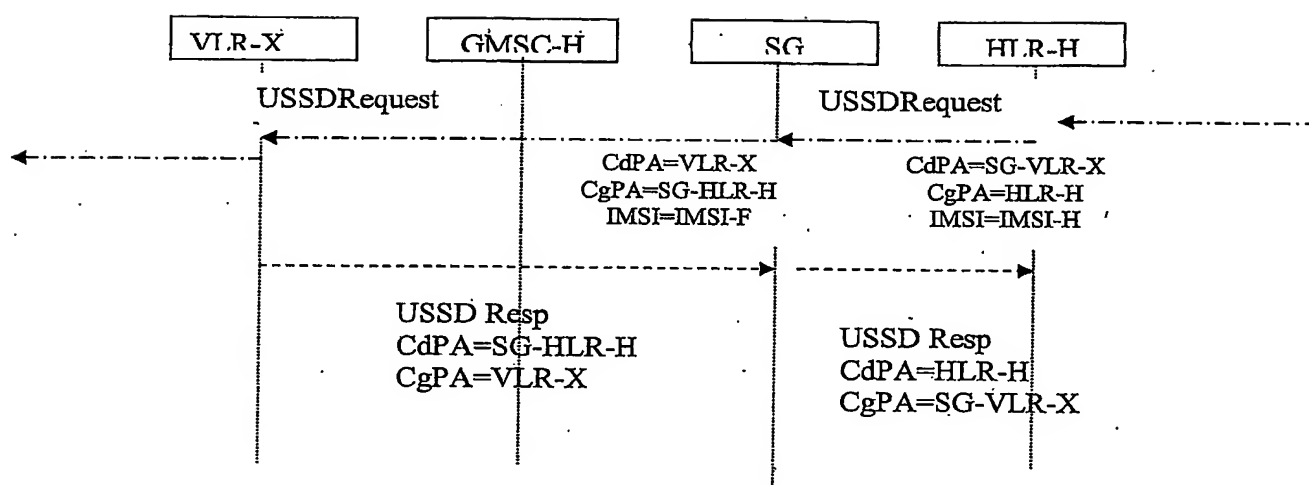 VLR-X GMSC-H SG HLR-H
USSDRequest USSDRequest
CdPA=VLR-X CdPA=SG-VLR-X
CgPA=SG-HLR-H CgPA=HLR-H
IMSI=IMSI-F IMSI=IMSI-H
USSD Resp
CdPA=SG-HLR-H
CgPA=VLR-X
USSD Resp
CdPA=HLR-H
CgPA=SG-VLR-X